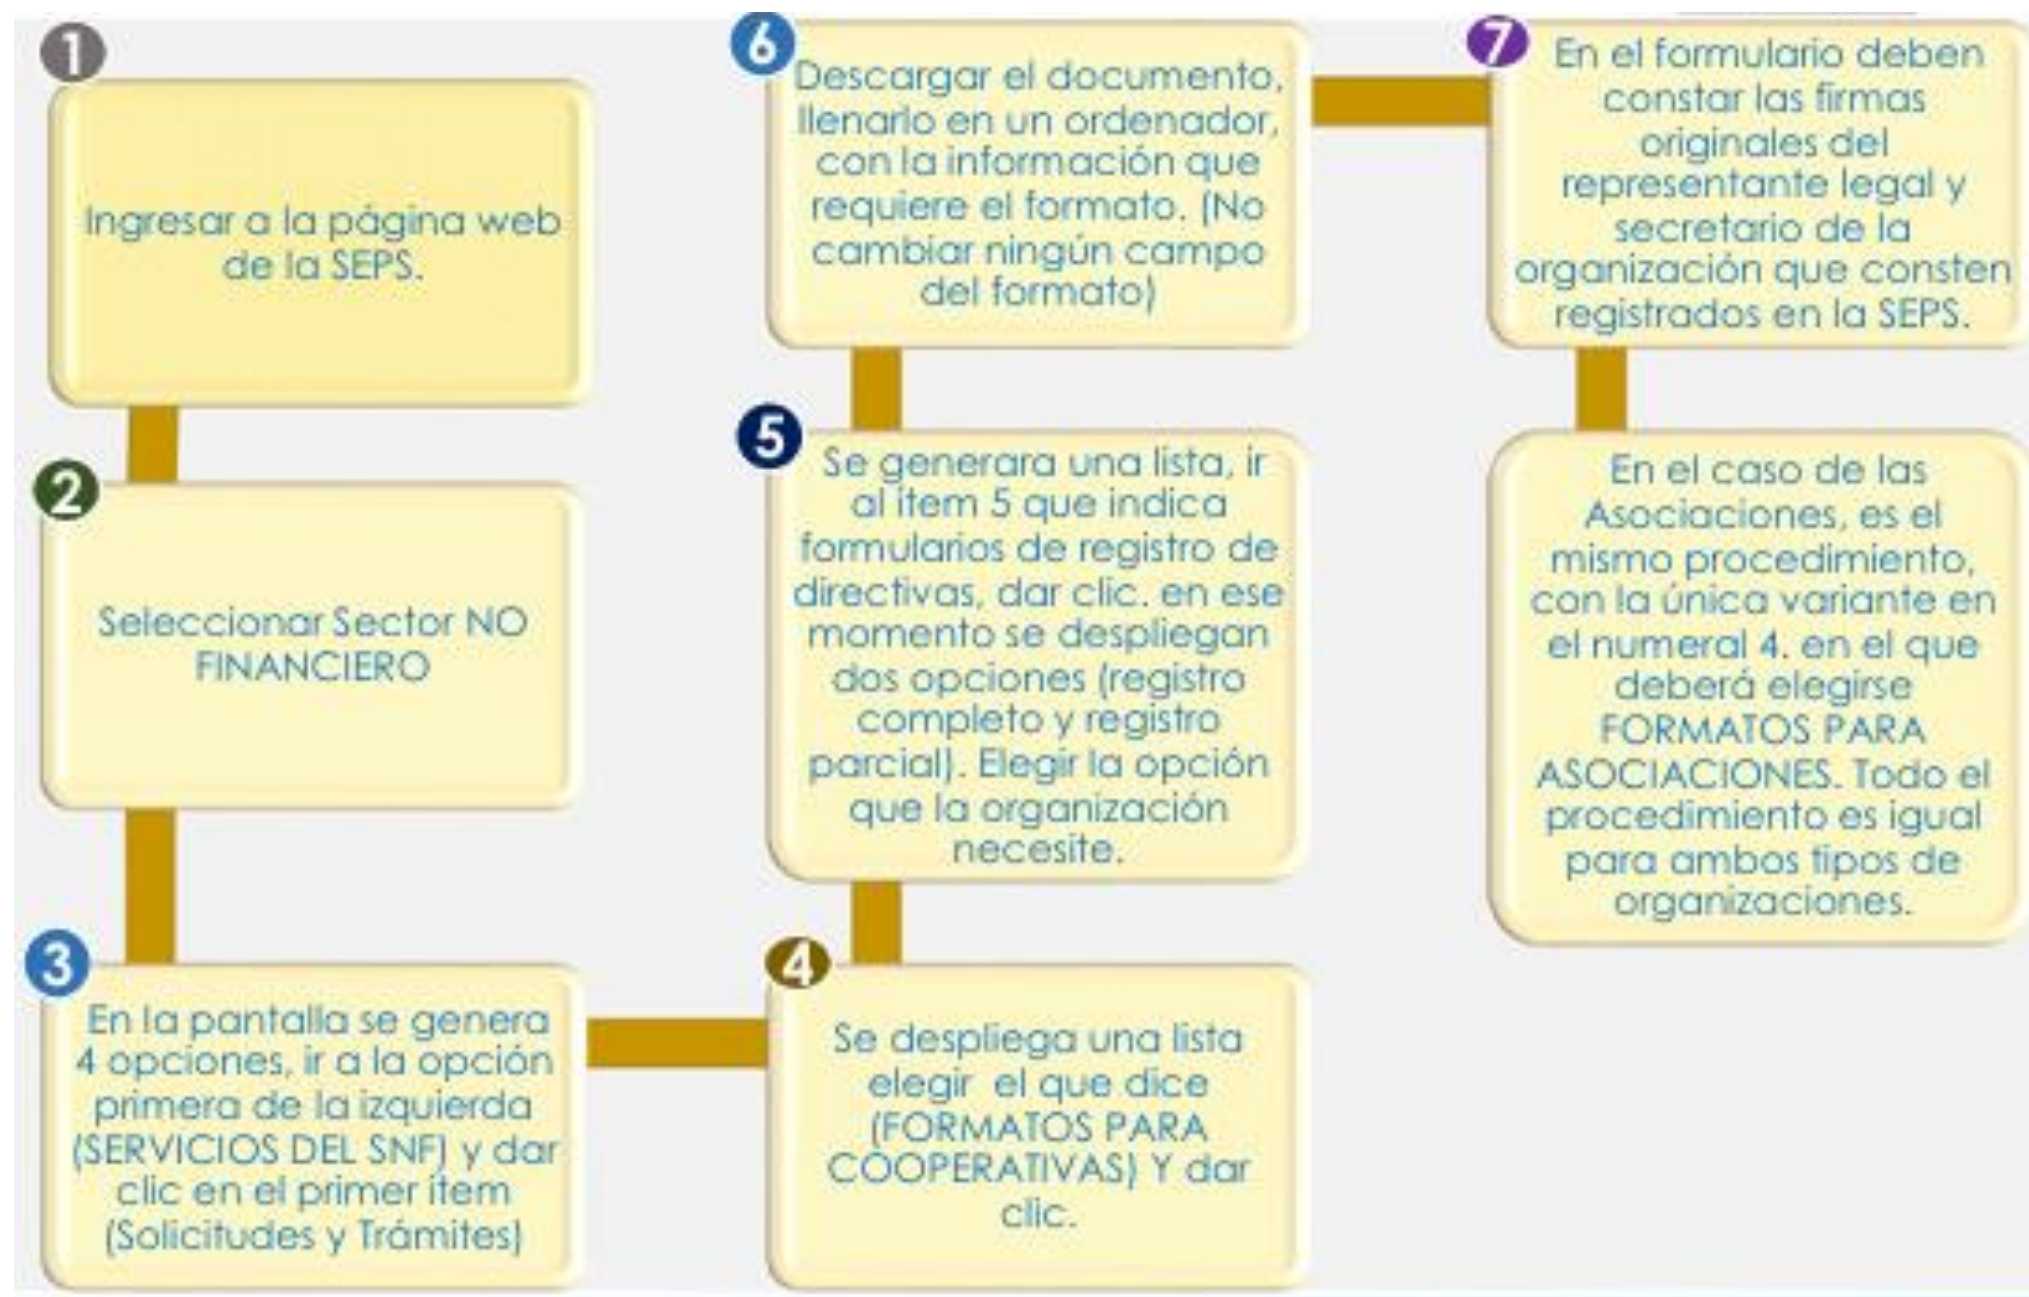 1
Ingresar a la página web
de la SEPS.
2
Seleccionar Sector NO
FINANCIERO
3
En la pantalla se genera
4 opciones, ir a la opción
primera de la izquierda
(SERVICIOS DEL SNF) y dar
clic en el primer ítem
(Solicitudes y Trámites)
4
Se despliega una lista
elegir el que dice
(FORMATOS PARA
COOPERATIVAS) Y dar
clic.
5
Se generara una lista, ir
al ítem 5 que indica
formularios de registro de
directivas, dar clic. en ese
momento se despliegan
dos opciones (registro
completo y registro
parcial). Elegir la opción
que la organización
necesite.
6
Descargar el documento,
llenarlo en un ordenador,
con la información que
requiere el formato. (No
cambiar ningún campo
del formato)
7
En el formulario deben
constar las firmas
originales del
representante legal y
secretario de la
organización que consten
registrados en la SEPS.
En el caso de las
Asociaciones, es el
mismo procedimiento,
con la única variante en
el numeral 4. en el que
deberá elegirse
FORMATOS PARA
ASOCIACIONES. Todo el
procedimiento es igual
para ambos tipos de
organizaciones.